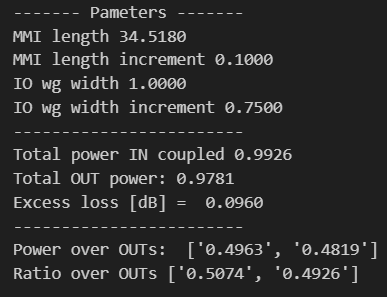 ------- Pameters -------
MMI length 34.5180
MMI length increment 0.1000
IO wg width 1.0000
IO wg width increment 0.7500
------------------------
Total power IN coupled 0.9926
Total OUT power: 0.9781
Excess loss [dB] =  0.0960
------------------------
Power over OUTs:  ['0.4963', '0.4819']
Ratio over OUTs ['0.5074', '0.4926']